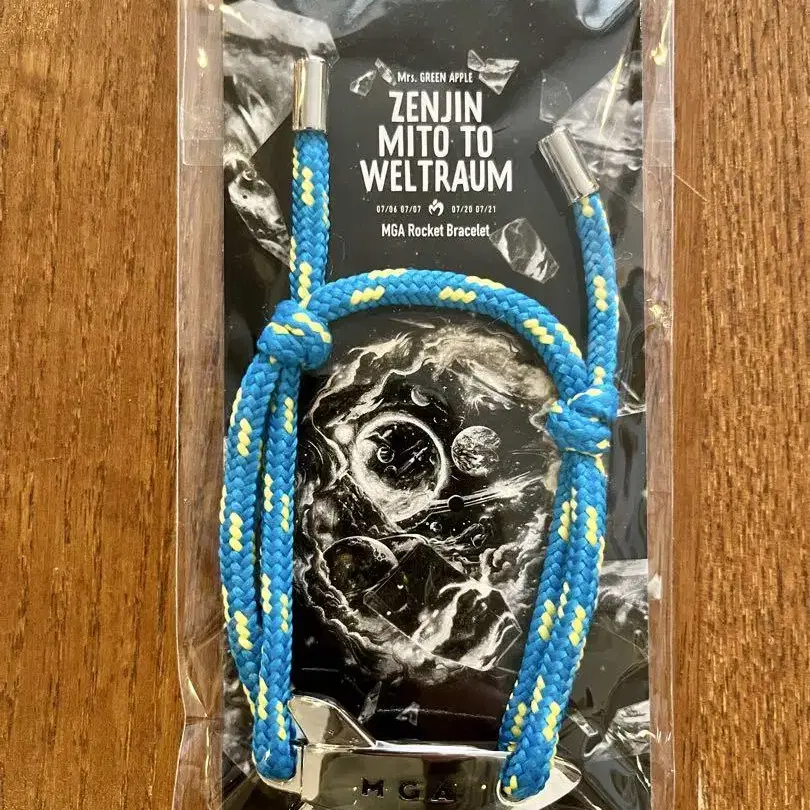 Mrs. GREEN APPLE
ZENJIN
MITO TO
WELTRAUM
07/06 07/07 07/20 07/21
MGA Rocket Bracelet
MGA